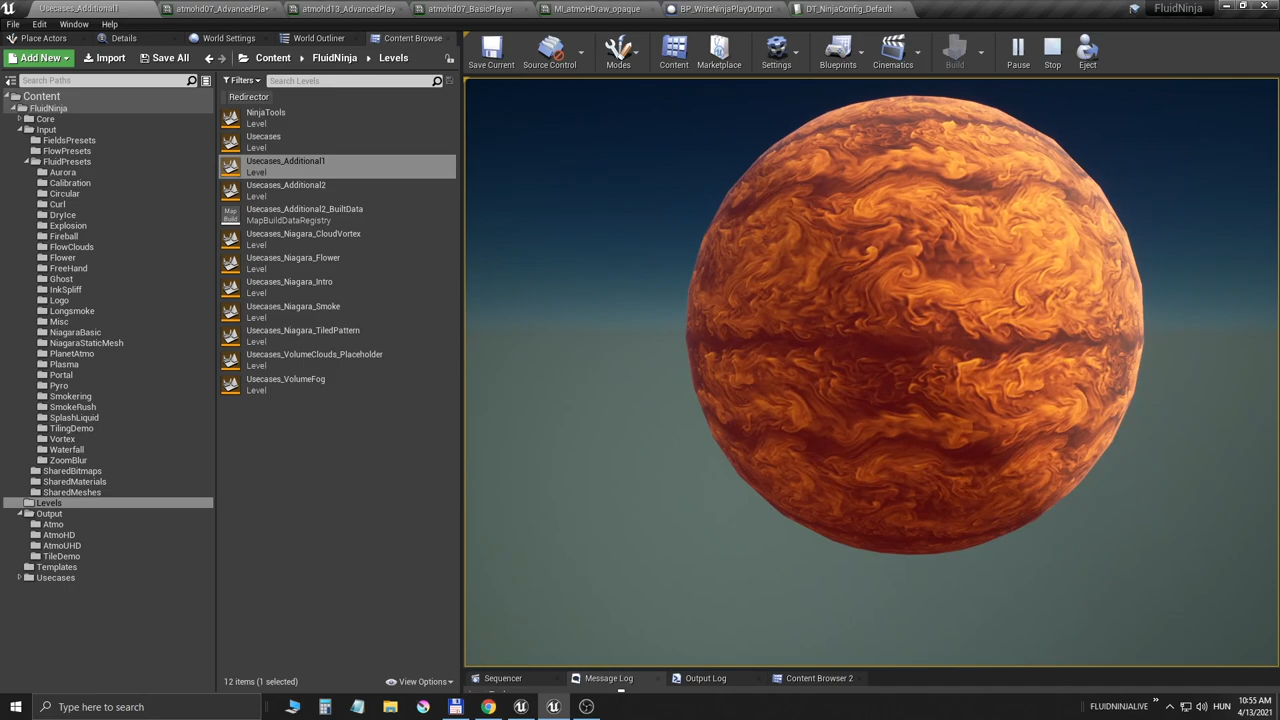 Usecases_Additional1
atmohd07_AdvancedPla•
atmohd13_AdvancedPlay
atmohd07_BasicPlayer
MI_atmoHDraw_opaque
BP_WriteNinjaPlayOutput
DT_NinjaConfig_Default
FluidNinja
File Edit Window Help
Place Actors
Details
World Settings
World Outliner
Content Browse
Add New
Import
Save All
Content
FluidNinja
Levels
Save Current
Source Control
Modes
Content
Marketplace
Settings
Blueprints
Cinematics
Build
Pause
Stop
Eject
Search Paths
Filters
Search Levels
Redirector
Content
FluidNinja
Core
Input
FieldsPresets
FlowPresets
FluidPresets
Aurora
Calibration
Circular
Curl
DryIce
Explosion
Fireball
FlowClouds
Flower
FreeHand
Ghost
InkSpliff
Logo
Longsmoke
Misc
NiagaraBasic
NiagaraStaticMesh
PlanetAtmo
Plasma
Portal
Pyro
Smokering
SmokeRush
SplashLiquid
TilingDemo
Vortex
Waterfall
ZoomBlur
SharedBitmaps
SharedMaterials
SharedMeshes
Levels
Output
Atmo
AtmoHD
AtmoUHD
TileDemo
Templates
Usecases
NinjaTools
Level
Usecases
Level
Usecases_Additional1
Level
Usecases_Additional2
Level
Map
Build
Usecases_Additional2_BuiltData
MapBuildDataRegistry
Usecases_Niagara_CloudVortex
Level
Usecases_Niagara_Flower
Level
Usecases_Niagara_Intro
Level
Usecases_Niagara_Smoke
Level
Usecases_Niagara_TiledPattern
Level
Usecases_VolumeClouds_Placeholder
Level
Usecases_VolumeFog
Level
12 items (1 selected)
View Options
Sequencer
Message Log
Output Log
Content Browser 2
Type here to search
FLUIDNINJALIVE
HUN
10:55 AM
4/13/2021